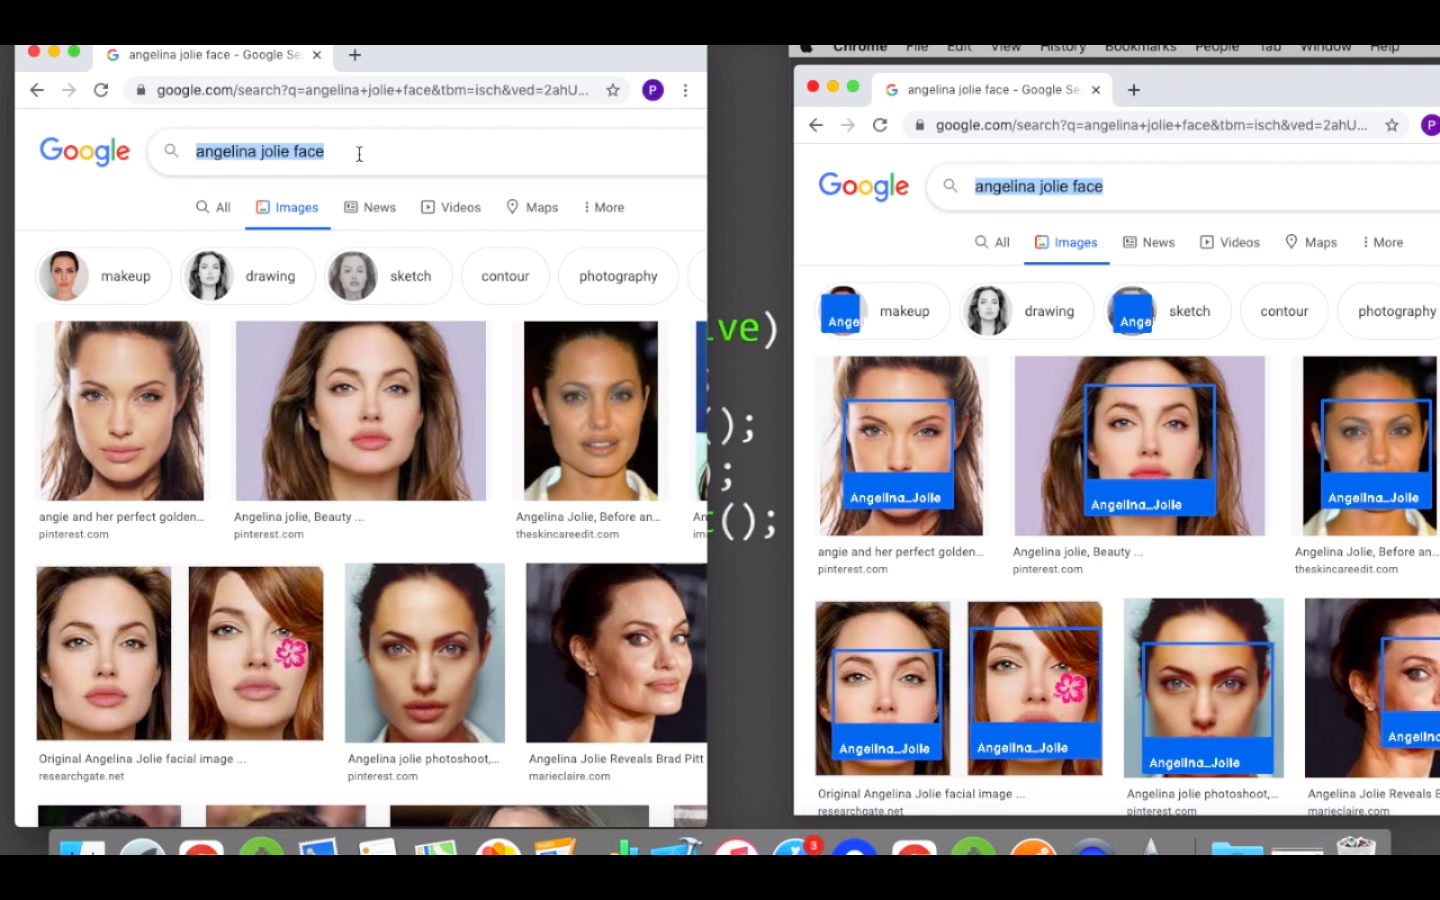 angelina jolie face - Google Se
google.com/search?q=angelina+jolie+face&tbm=isch&ved=2ahU...
P
Google
angelina jolie face
All
Images
News
Videos
Maps
More
makeup
drawing
sketch
contour
photography
angie and her perfect golden...
pinterest.com
Angelina jolie, Beauty ...
pinterest.com
Angelina Jolie, Before an...
theskincareedit.com
An
im
Original Angelina Jolie facial image ...
researchgate.net
Angelina jolie photoshoot,...
pinterest.com
Angelina Jolie Reveals Brad Pitt
marieclaire.com
ive)
;
();
;
();
Chrome File Edit View History Bookmarks People Tab Window Help
angelina jolie face - Google Se
google.com/search?q=angelina+jolie+face&tbm=isch&ved=2ahU...
P
Google
angelina jolie face
All
Images
News
Videos
Maps
More
Angel
makeup
drawing
Angel
sketch
contour
photography
Angelina_Jolie
Angelina_Jolie
Angelina_Jolie
angie and her perfect golden...
pinterest.com
Angelina jolie, Beauty ...
pinterest.com
Angelina Jolie, Before an...
theskincareedit.com
Angelina_Jolie
Angelina_Jolie
Angelina_Jolie
Angelina
Original Angelina Jolie facial image ...
researchgate.net
Angelina jolie photoshoot,...
pinterest.com
Angelina Jolie Reveals B
marieclaire.com
3